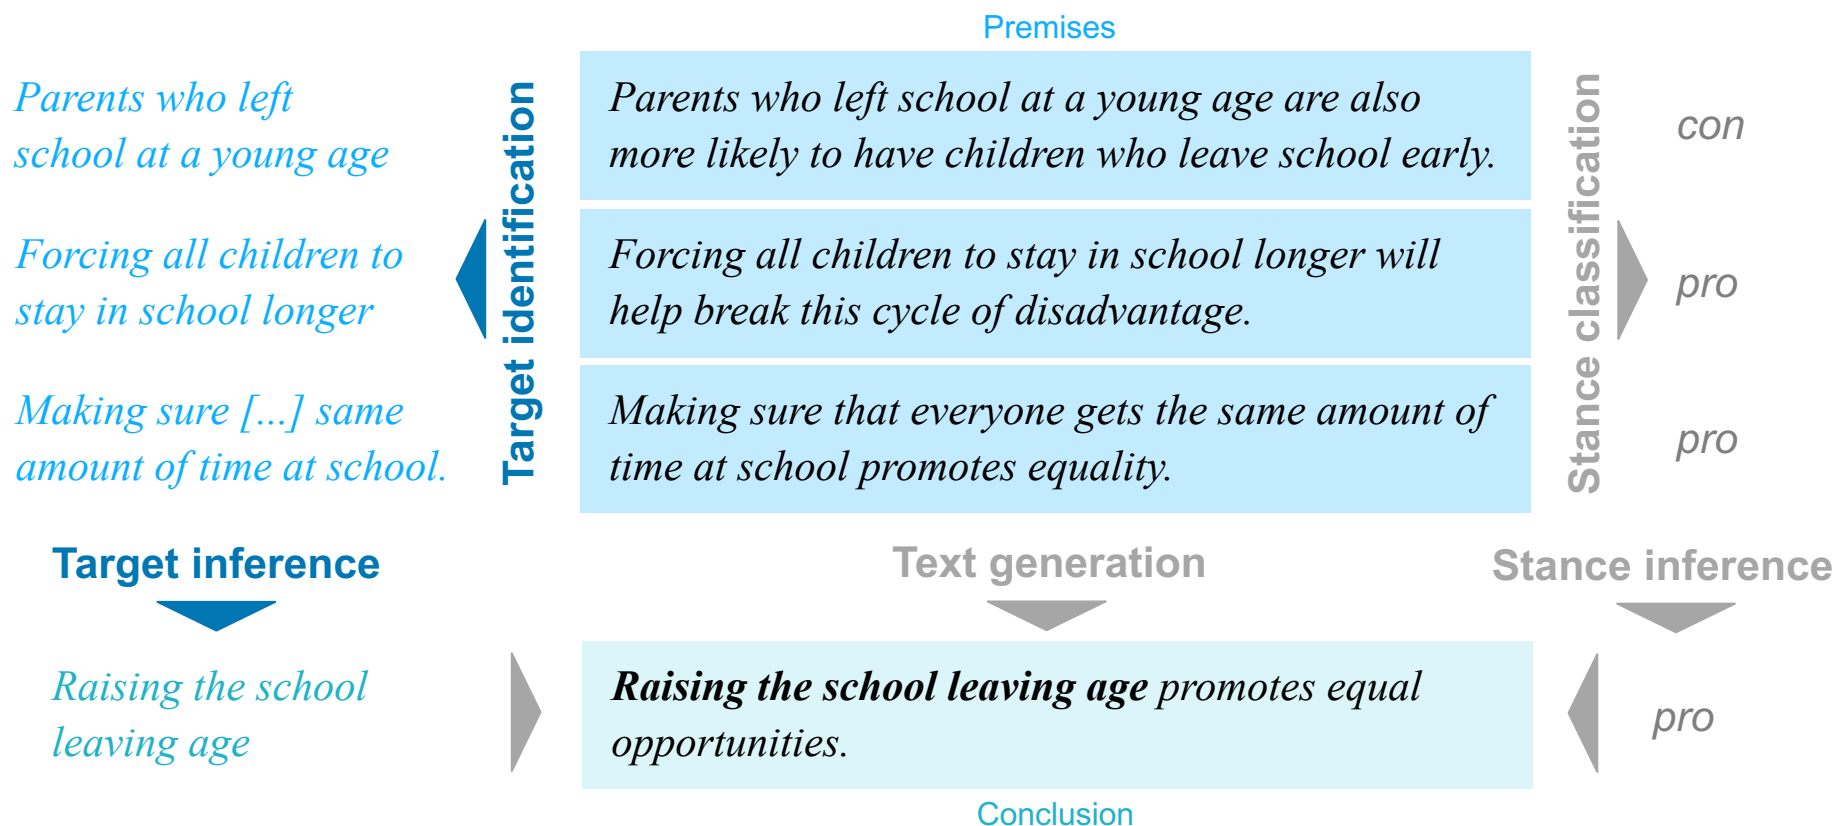 Premises
Parents who left
school at a young age
Target identification
Parents who left school at a young age are also
more likely to have children who leave school early.
Stance classification
con
Forcing all children to
stay in school longer
Forcing all children to stay in school longer will
help break this cycle of disadvantage.
pro
Making sure [...] same
amount of time at school.
Making sure that everyone gets the same amount of
time at school promotes equality.
pro
Target inference
Text generation
Stance inference
Raising the school
leaving age
Raising the school leaving age promotes equal
opportunities.
pro
Conclusion